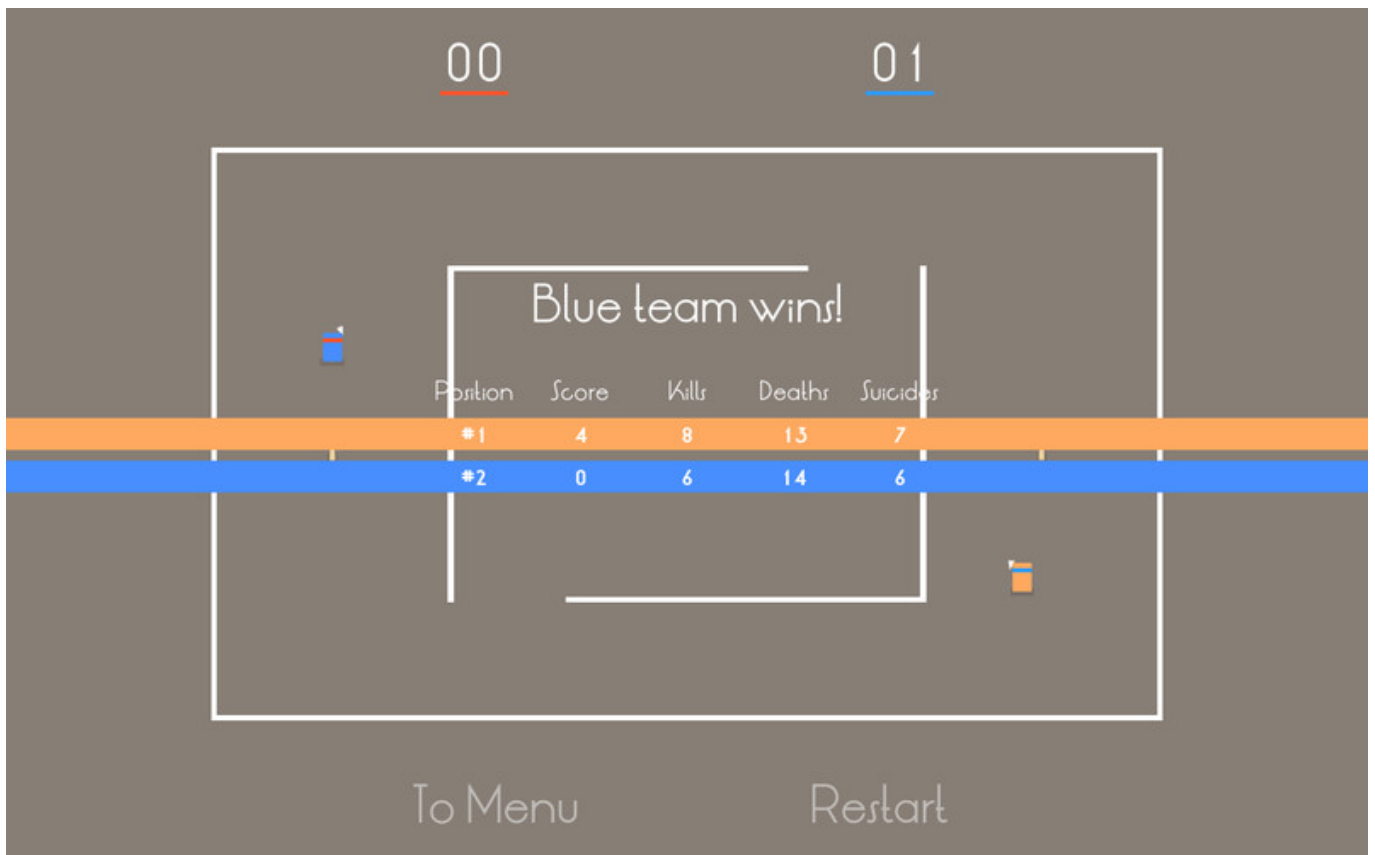 00 01
Blue team wins!
Position Score Kills Deaths Suicides
#1 4 8 13 7
#2 0 6 14 6
To Menu Restart